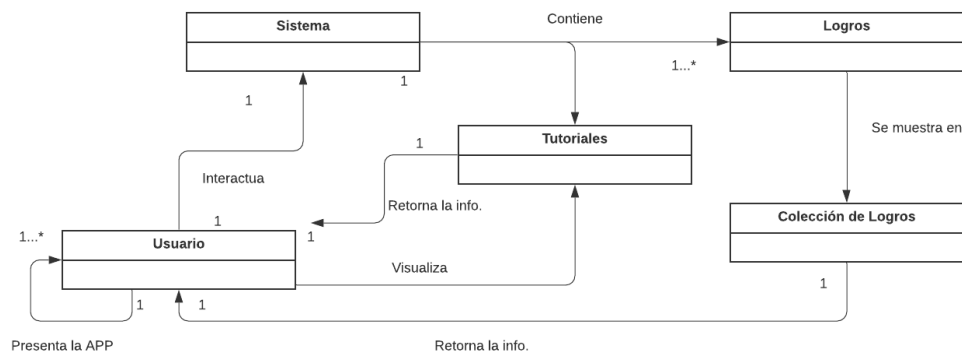 Contiene
Sistema
Logros
1
1...*
1
Se muestra en
Tutoriales
1
Interactua
Retorna la info.
Colección de Logros
1
1
1...*
Usuario
Visualiza
1
1
1
Presenta la APP
Retorna la info.